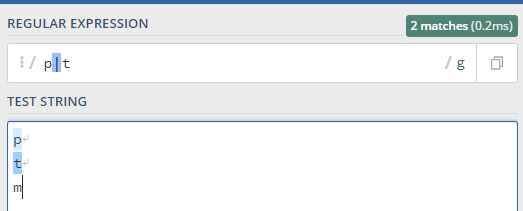 REGULAR EXPRESSION
2 matches (0.2ms)
/ p|t / g
TEST STRING
p
t
m